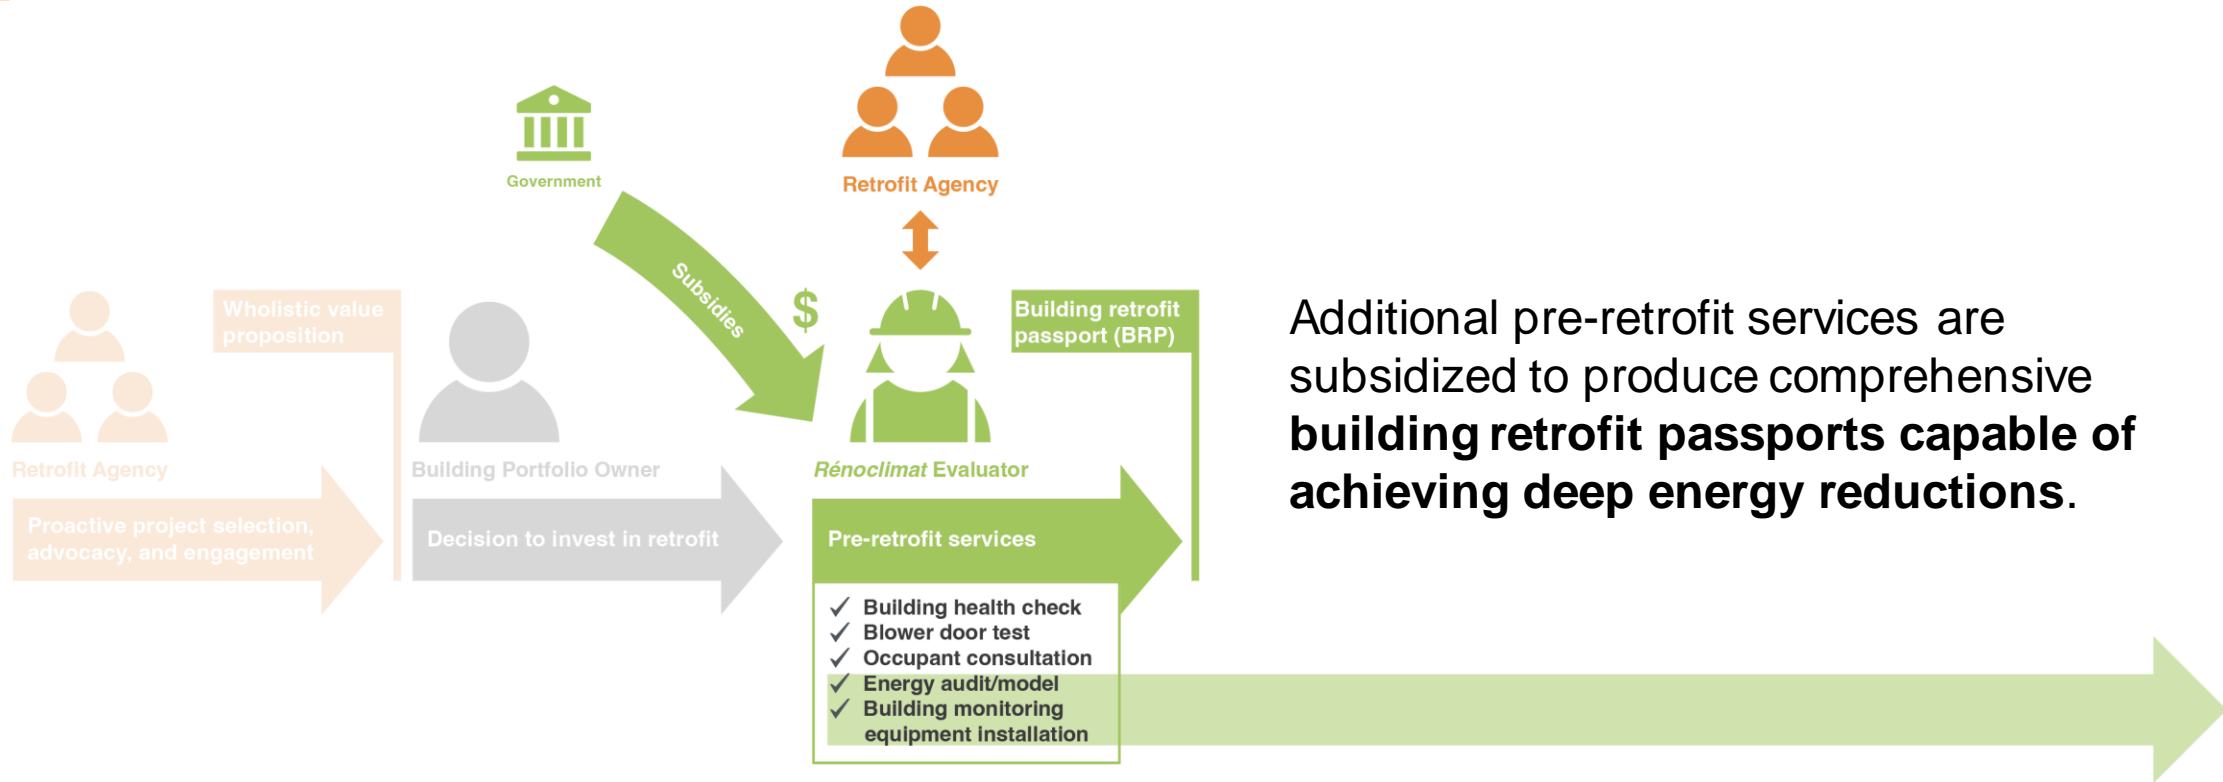 Government
Retrofit Agency
Subsidies
$
Wholistic value
proposition
Building retrofit
passport (BRP)
Retrofit Agency
Building Portfolio Owner
Rénoclimat Evaluator
Proactive project selection,
advocacy, and engagement
Decision to invest in retrofit
Pre-retrofit services
✓ Building health check
✓ Blower door test
✓ Occupant consultation
✓ Energy audit/model
✓ Building monitoring
equipment installation
Additional pre-retrofit services are
subsidized to produce comprehensive
building retrofit passports capable of
achieving deep energy reductions.